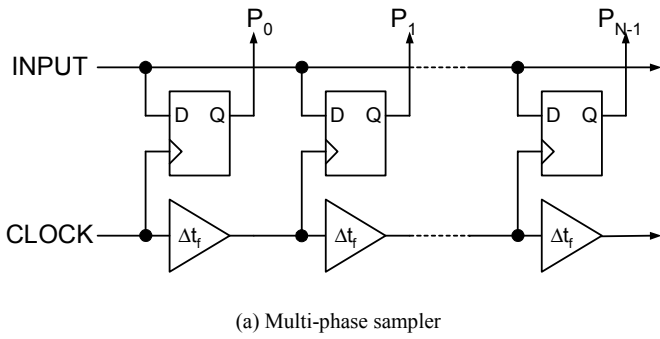 P0 P1 PN-1
INPUT
D Q D Q D Q
CLOCK Δtf Δtf Δtf
(a) Multi-phase sampler